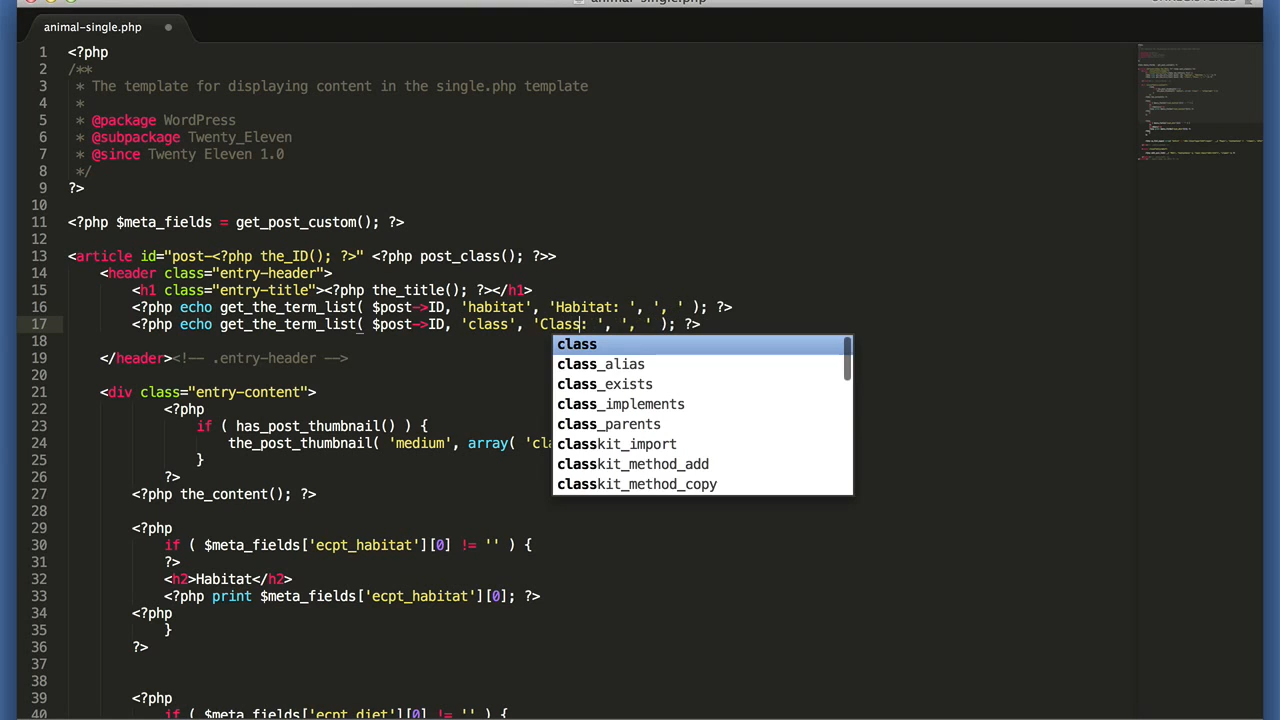 animal-single.php
animal-single.php
1 <?php
2 /**
3 * The template for displaying content in the single.php template
4 *
5 * @package WordPress
6 * @subpackage Twenty_Eleven
7 * @since Twenty Eleven 1.0
8 */
9 ?>
10
11 <?php $meta_fields = get_post_custom(); ?>
12
13 <article id="post-<?php the_ID(); ?>" <?php post_class(); ?>>
14 <header class="entry-header">
15 <h1 class="entry-title"><?php the_title(); ?></h1>
16 <?php echo get_the_term_list( $post->ID, 'habitat', 'Habitat: ', ', ' ); ?>
17 <?php echo get_the_term_list( $post->ID, 'class', 'Class: ', ', ' ); ?>
18
class
19 </header><!-- .entry-header -->
class_alias
20
class_exists
21 <div class="entry-content">
class_implements
22 <?php
class_parents
23 if ( has_post_thumbnail() ) {
24 the_post_thumbnail( 'medium', array( 'cla
classkit_import
25 }
classkit_method_add
26 ?>
classkit_method_copy
27 <?php the_content(); ?>
28
29 <?php
30 if ( $meta_fields['ecpt_habitat'][0] != '' ) {
31 ?>
32 <h2>Habitat</h2>
33 <?php print $meta_fields['ecpt_habitat'][0]; ?>
34 <?php
35 }
36 ?>
37
38
39 <?php
40 if ( $meta_fields['ecpt_diet'][0] != '' ) {